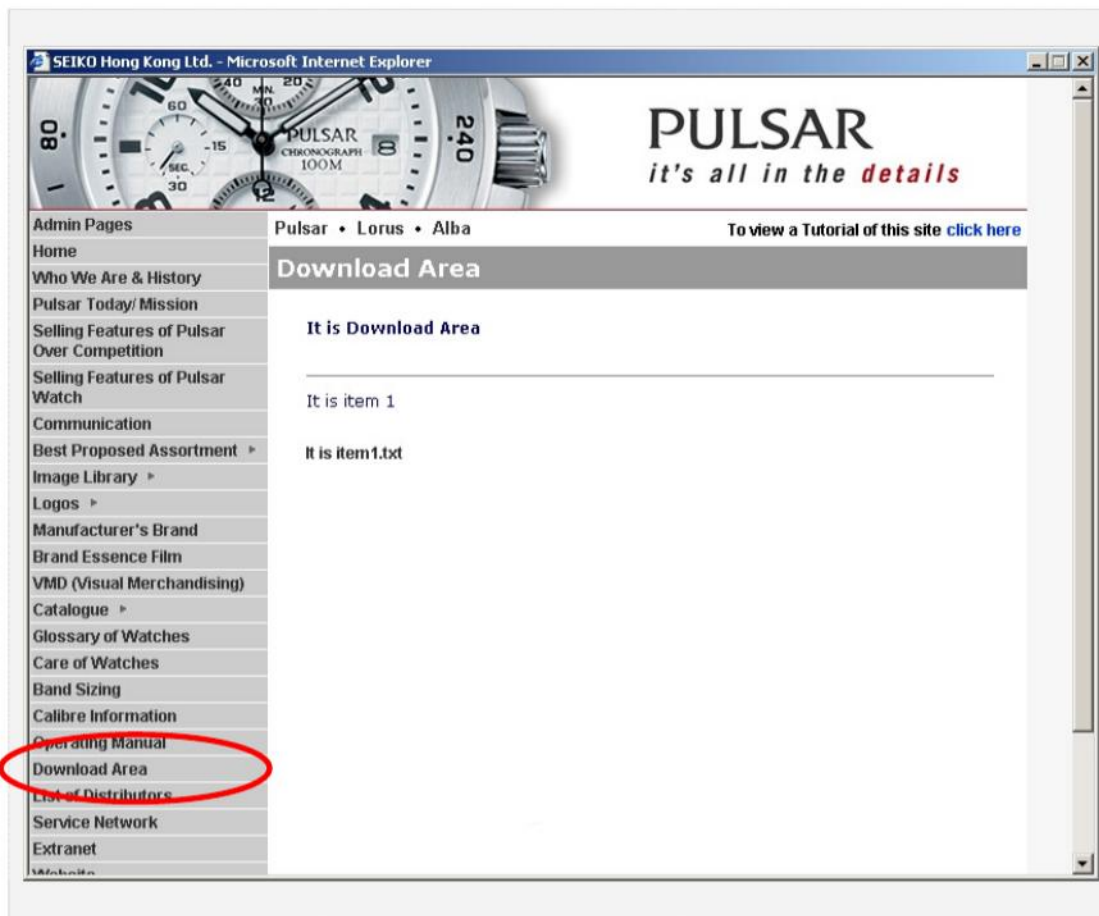 SEIKO Hong Kong Ltd. - Microsoft Internet Explorer
40 MIN. 20
60
30
80
15
PULSAR
CHRONOGRAPH
100M
8
240
SEC.
30
12
PULSAR
it's all in the details
Admin Pages
Pulsar • Lorus • Alba
To view a Tutorial of this site click here
Home
Who We Are & History
Download Area
Pulsar Today/ Mission
Selling Features of Pulsar
Over Competition
It is Download Area
Selling Features of Pulsar
Watch
It is item 1
Communication
Best Proposed Assortment
It is item1.txt
Image Library
Logos
Manufacturer's Brand
Brand Essence Film
VMD (Visual Merchandising)
Catalogue
Glossary of Watches
Care of Watches
Band Sizing
Calibre Information
Operating Manual
Download Area
List of Distributors
Service Network
Extranet
Website